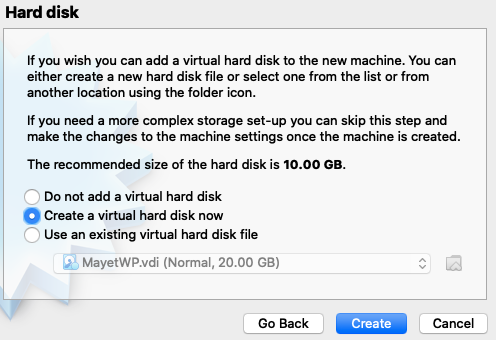 Hard disk
If you wish you can add a virtual hard disk to the new machine. You can
either create a new hard disk file or select one from the list or from
another location using the folder icon.
If you need a more complex storage set-up you can skip this step and
make the changes to the machine settings once the machine is created.
The recommended size of the hard disk is 10.00 GB.
Do not add a virtual hard disk
Create a virtual hard disk now
Use an existing virtual hard disk file
MayetWP.vdi (Normal, 20.00 GB)
Go Back Create Cancel